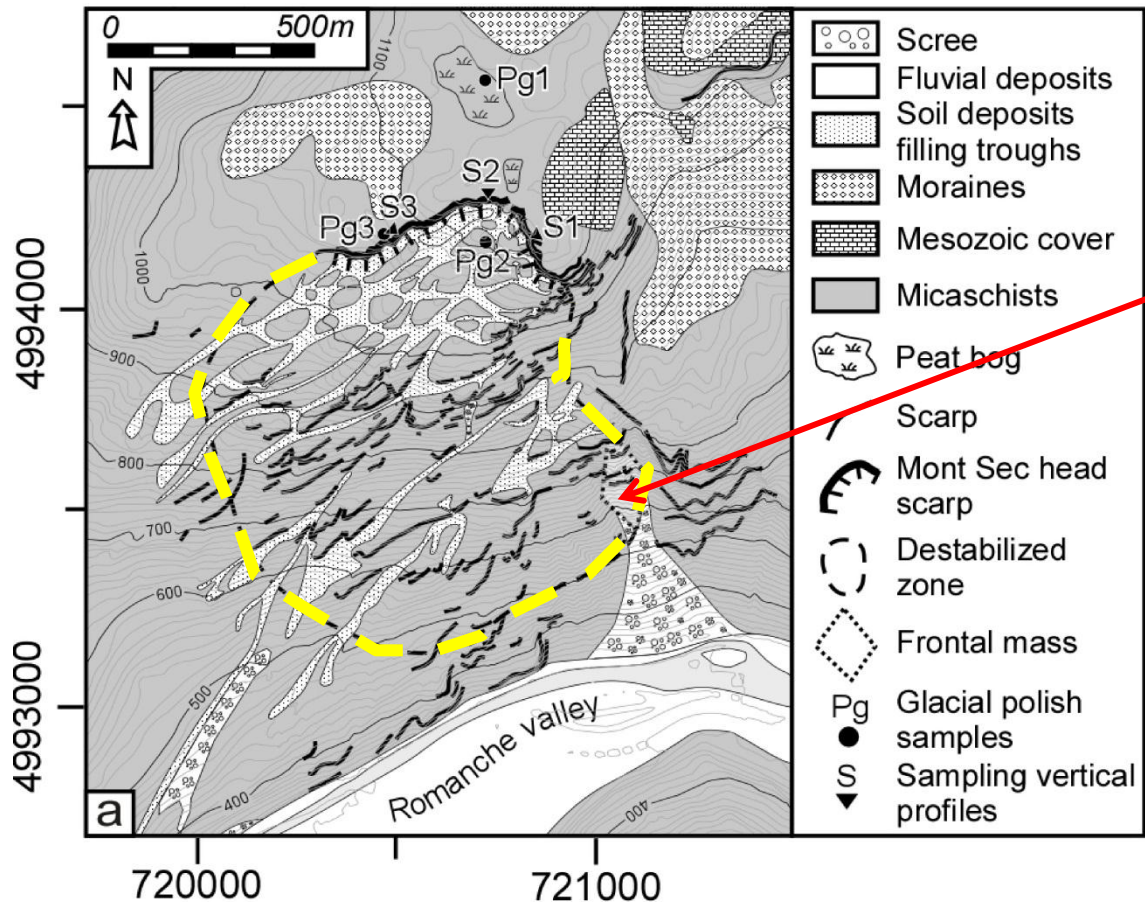 0 500m
N
a
1100
Pg1
S2
S3
S1
Pg3
Pg2
1000
900
800
700
600
500
400
400
Romanche valley
4994000
4993000
720000
721000
Scree
Fluvial deposits
Soil deposits
filling troughs
Moraines
Mesozoic cover
Micaschists
Peat bog
Scarp
Mont Sec head
scarp
Destabilized
zone
Frontal mass
Pg Glacial polish
samples
S Sampling vertical
profiles